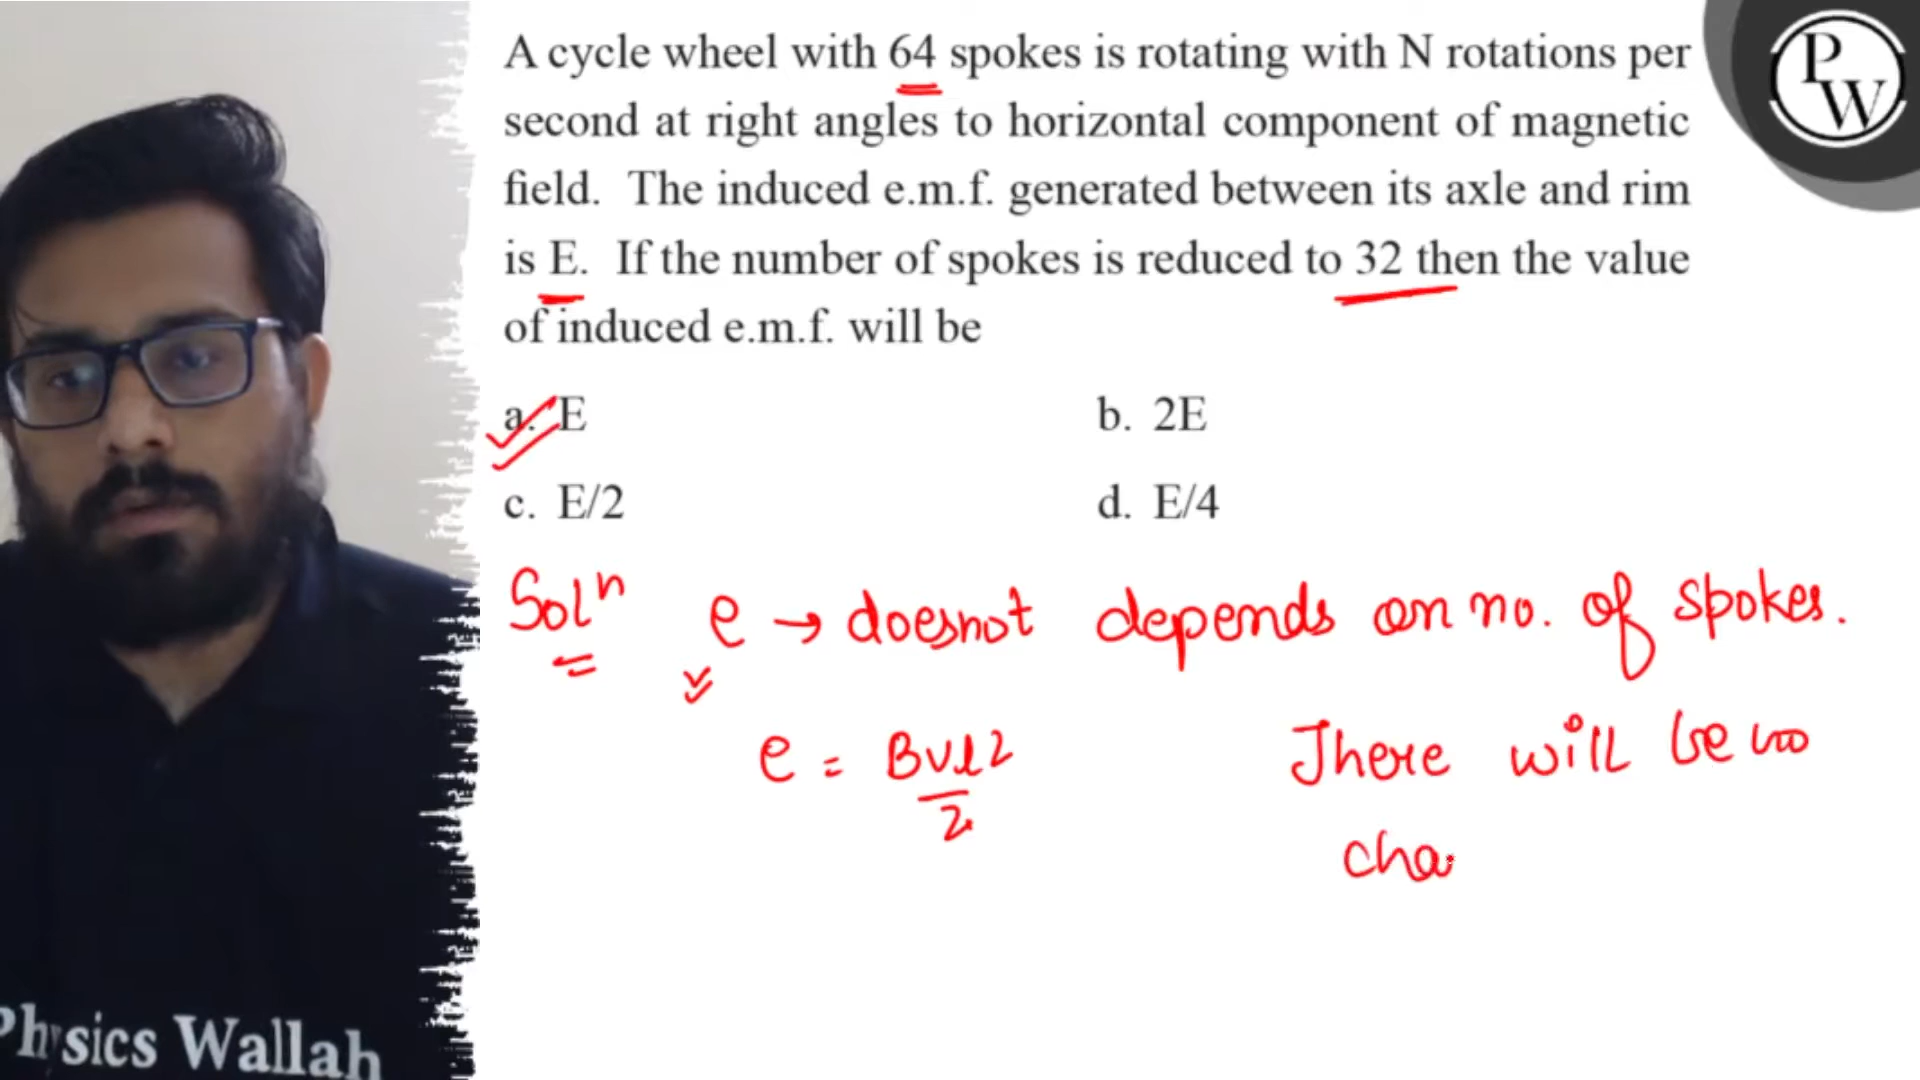 A cycle wheel with 64 spokes is rotating with N rotations per
second at right angles to horizontal component of magnetic
field. The induced e.m.f. generated between its axle and rim
is E. If the number of spokes is reduced to 32 then the value
of induced e.m.f. will be
a. E
b. 2E
c. E/2
d. E/4
Solⁿ e → doesnot depends on no. of spokes.
e = Bvl2/2
There will be no
cha
PW
Physics Wallah